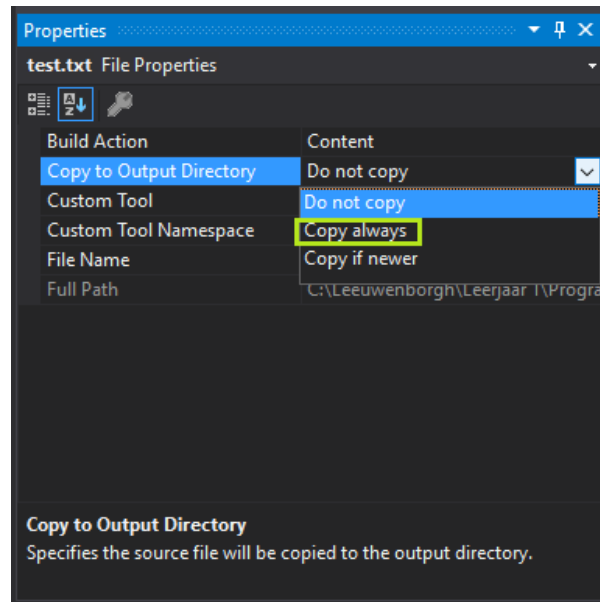 Properties
test.txt File Properties
Build Action Content
Copy to Output Directory Do not copy
Custom Tool Do not copy
Custom Tool Namespace Copy always
File Name Copy if newer
Full Path C:\Leeuwenborgh\Leerjaar 1\Progra
Copy to Output Directory
Specifies the source file will be copied to the output directory.